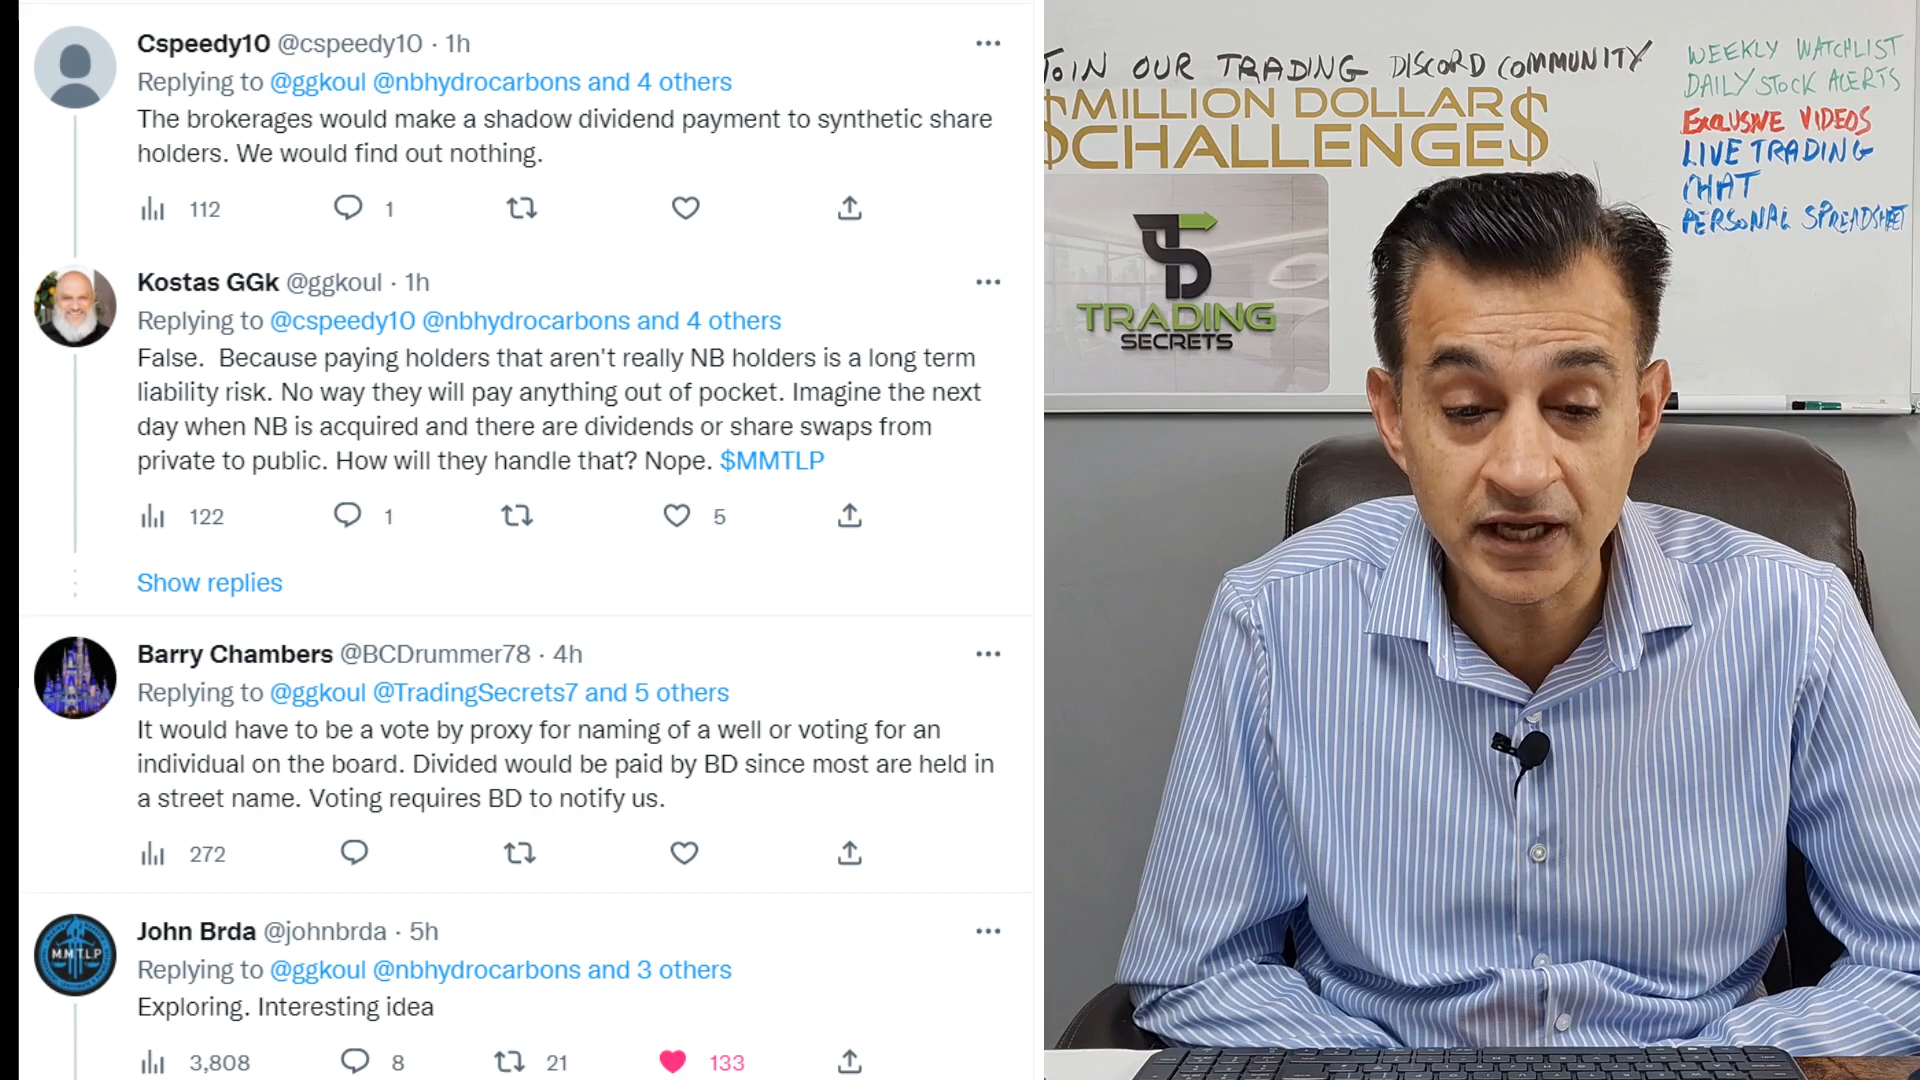 Cspeedy10 @cspeedy10 · 1h
Replying to @ggkoul @nbhydrocarbons and 4 others
The brokerages would make a shadow dividend payment to synthetic share
holders. We would find out nothing.
112 1
Kostas GGk @ggkoul · 1h
Replying to @cspeedy10 @nbhydrocarbons and 4 others
False. Because paying holders that aren't really NB holders is a long term
liability risk. No way they will pay anything out of pocket. Imagine the next
day when NB is acquired and there are dividends or share swaps from
private to public. How will they handle that? Nope. $MMTLP
122 1 5
Show replies
Barry Chambers @BCDrummer78 · 4h
Replying to @ggkoul @TradingSecrets7 and 5 others
It would have to be a vote by proxy for naming of a well or voting for an
individual on the board. Divided would be paid by BD since most are held in
a street name. Voting requires BD to notify us.
272
John Brda @johnbrda · 5h
M.M.T.L.P
Replying to @ggkoul @nbhydrocarbons and 3 others
Exploring. Interesting idea
3,808 8 21 133
JOIN OUR TRADING DISCORD COMMUNITY
$MILLION DOLLAR$
CHALLENGE
TRADING
SECRETS
WEEKLY WATCHLIST
DAILY STOCK ALERTS
EXCLUSIVE VIDEOS
LIVE TRADING
CHAT
PERSONAL SPREADSHEET